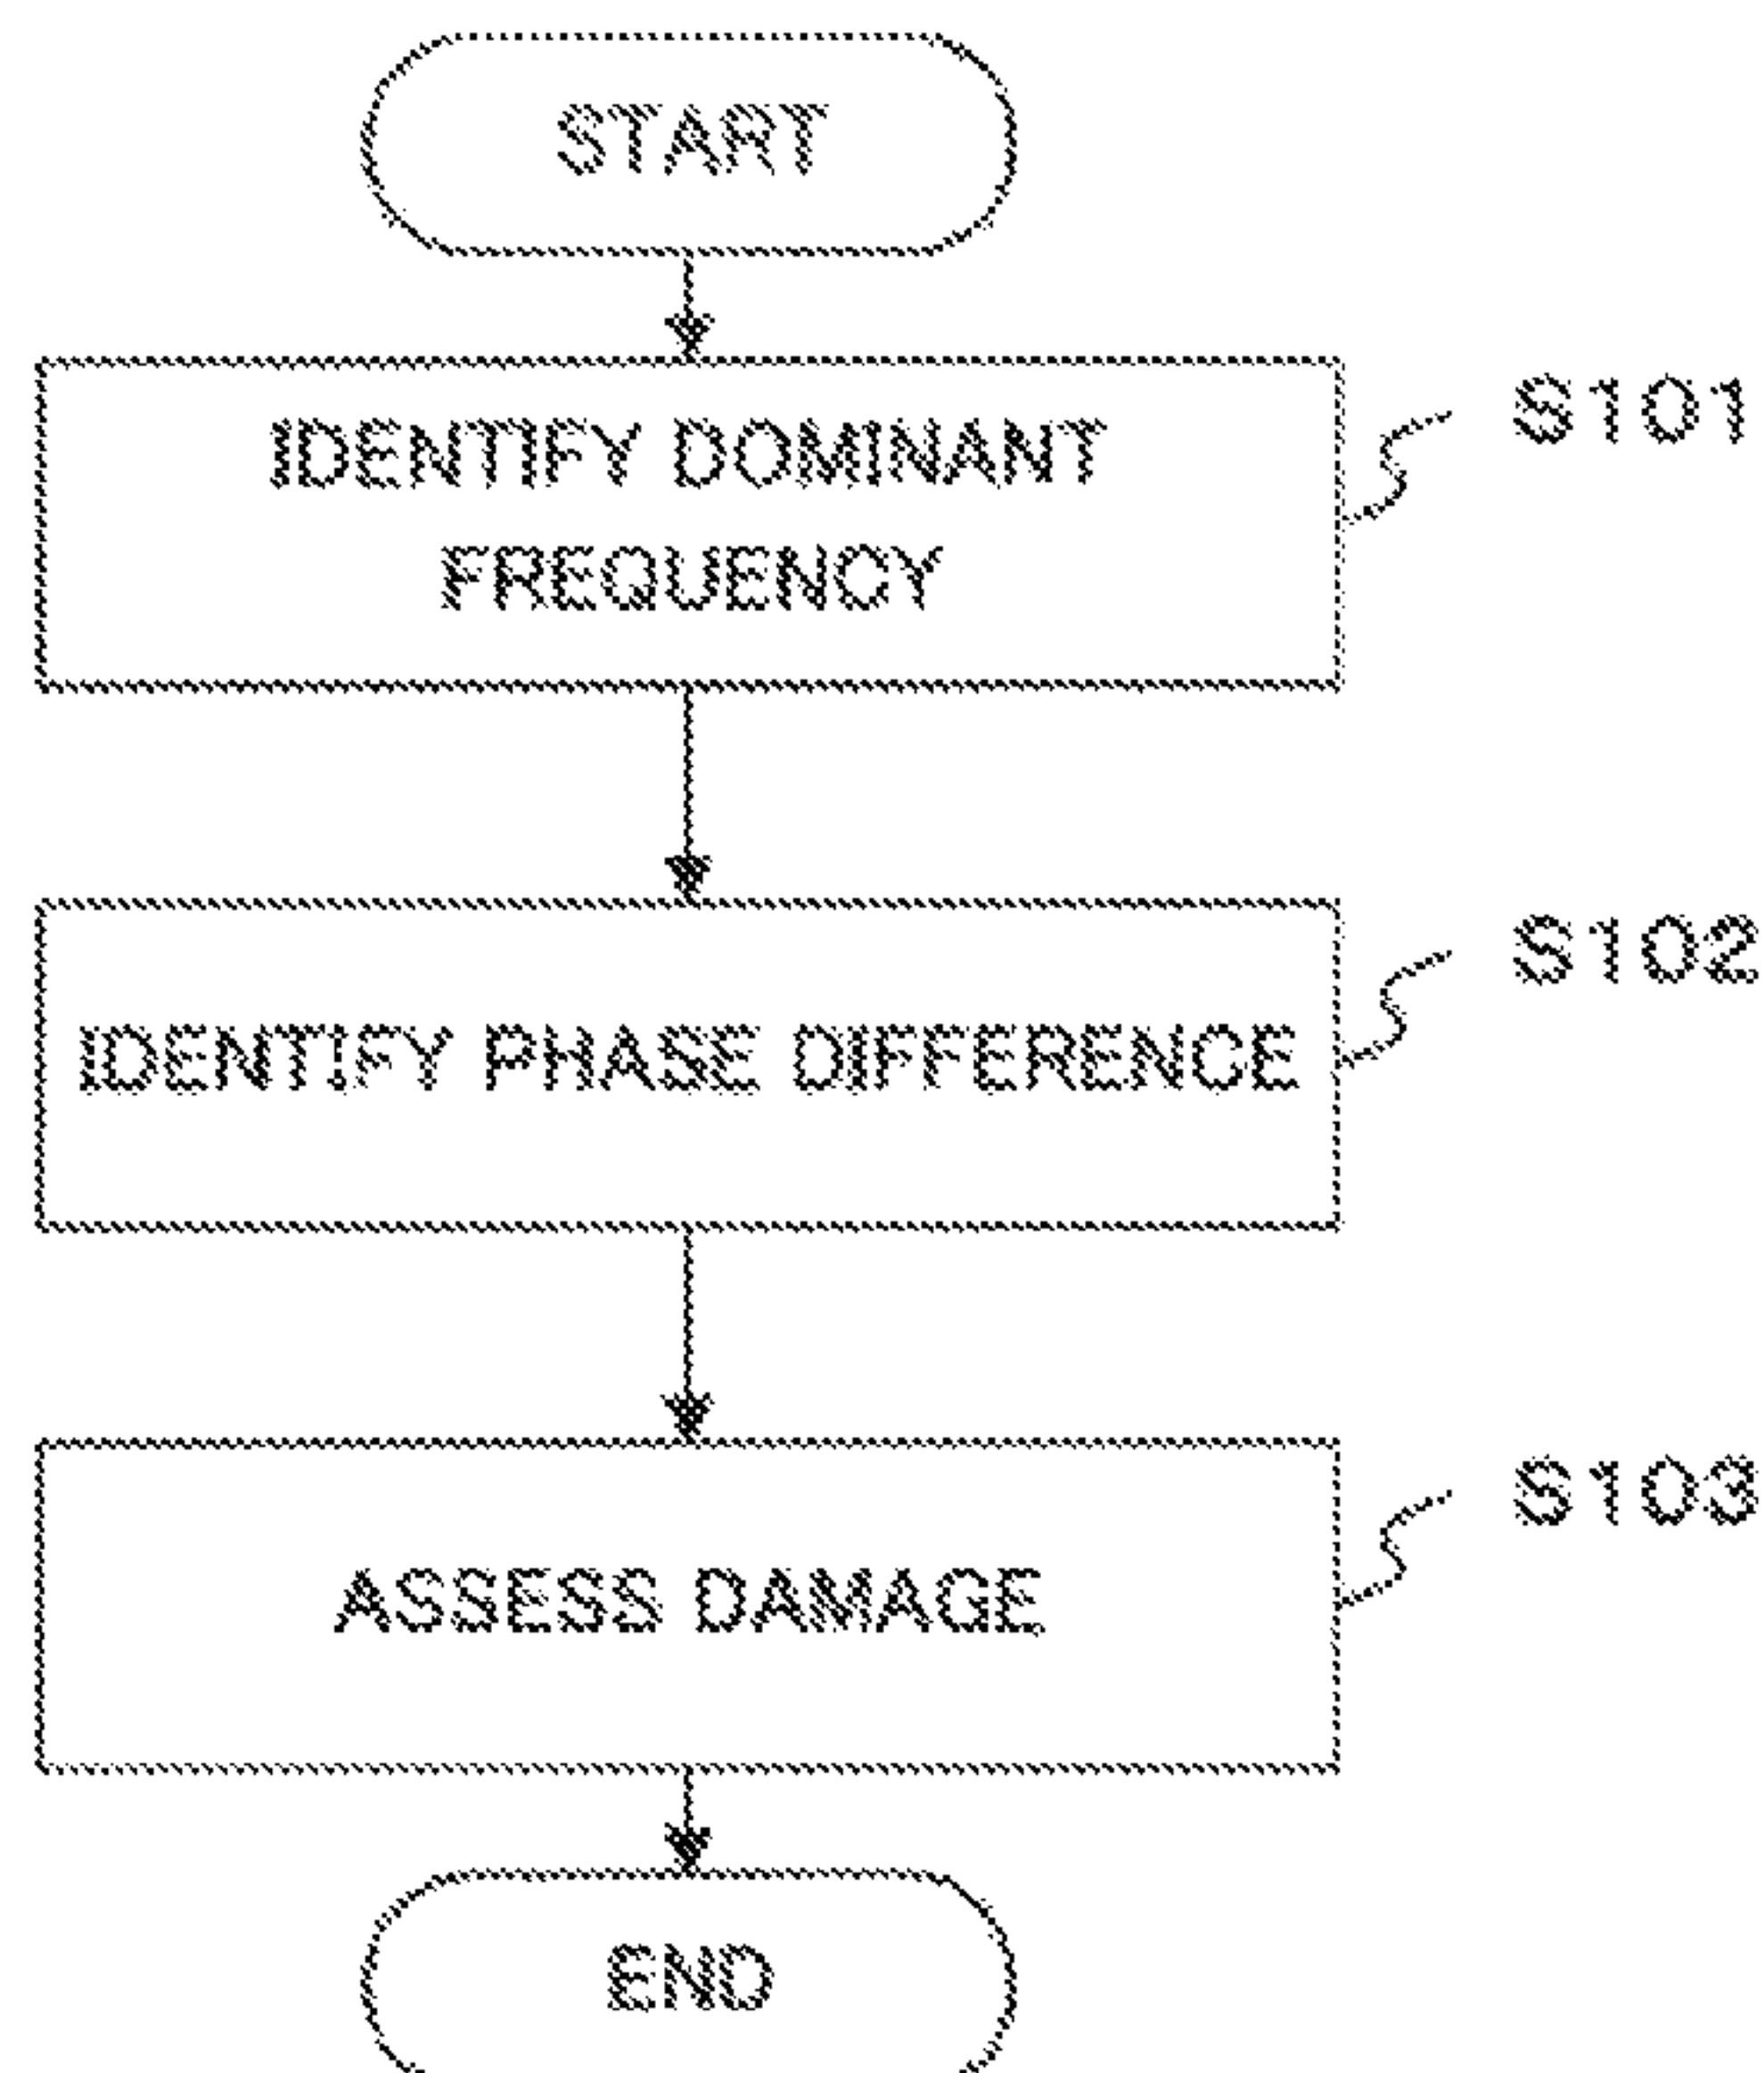 START
IDENTIFY DOMINANT
FREQUENCY
S101
IDENTIFY PHASE DIFFERENCE
S102
ASSESS DAMAGE
S103
END